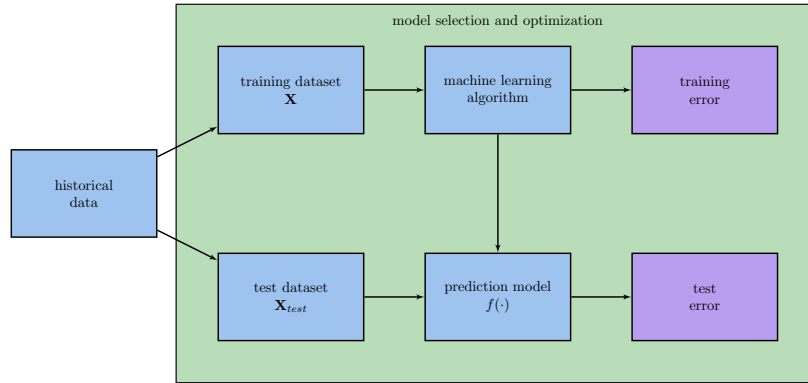 model selection and optimization
training dataset
X
machine learning
algorithm
training
error
historical
data
test dataset
X_test
prediction model
f(·)
test
error